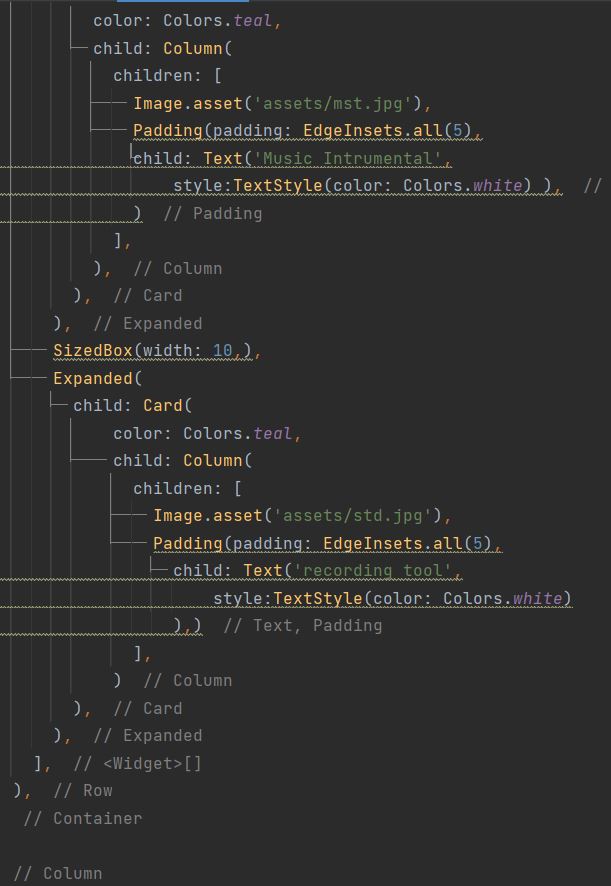 color: Colors.teal,
child: Column(
children: [
Image.asset('assets/mst.jpg'),
Padding(padding: EdgeInsets.all(5),
child: Text('Music Intrumental',
style:TextStyle(color: Colors.white) ),  //
)  // Padding
],
),  // Column
),  // Card
),  // Expanded
SizedBox(width: 10,),
Expanded(
child: Card(
color: Colors.teal,
child: Column(
children: [
Image.asset('assets/std.jpg'),
Padding(padding: EdgeInsets.all(5),
child: Text('recording tool',
style:TextStyle(color: Colors.white)
),)  // Text, Padding
],
)  // Column
),  // Card
),  // Expanded
],  // <Widget>[]
),  // Row
// Container
// Column